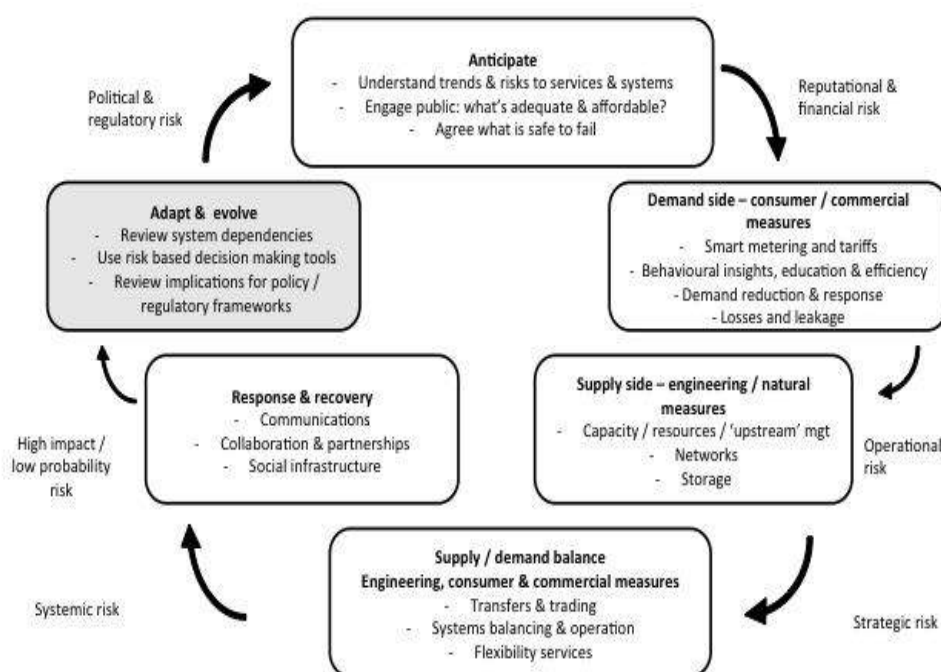 Anticipate
- Understand trends & risks to services & systems
- Engage public: what's adequate & affordable?
- Agree what is safe to fail
Political &
regulatory risk
Reputational &
financial risk
Adapt & evolve
- Review system dependencies
- Use risk based decision making tools
- Review implications for policy /
regulatory frameworks
Demand side – consumer / commercial
measures
- Smart metering and tariffs
- Behavioural insights, education & efficiency
- Demand reduction & response
- Losses and leakage
Response & recovery
- Communications
- Collaboration & partnerships
- Social infrastructure
Supply side – engineering / natural
measures
- Capacity / resources / 'upstream' mgt
- Networks
- Storage
High impact /
low probability
risk
Operational
risk
Supply / demand balance
Engineering, consumer & commercial measures
- Transfers & trading
- Systems balancing & operation
- Flexibility services
Systemic risk
Strategic risk